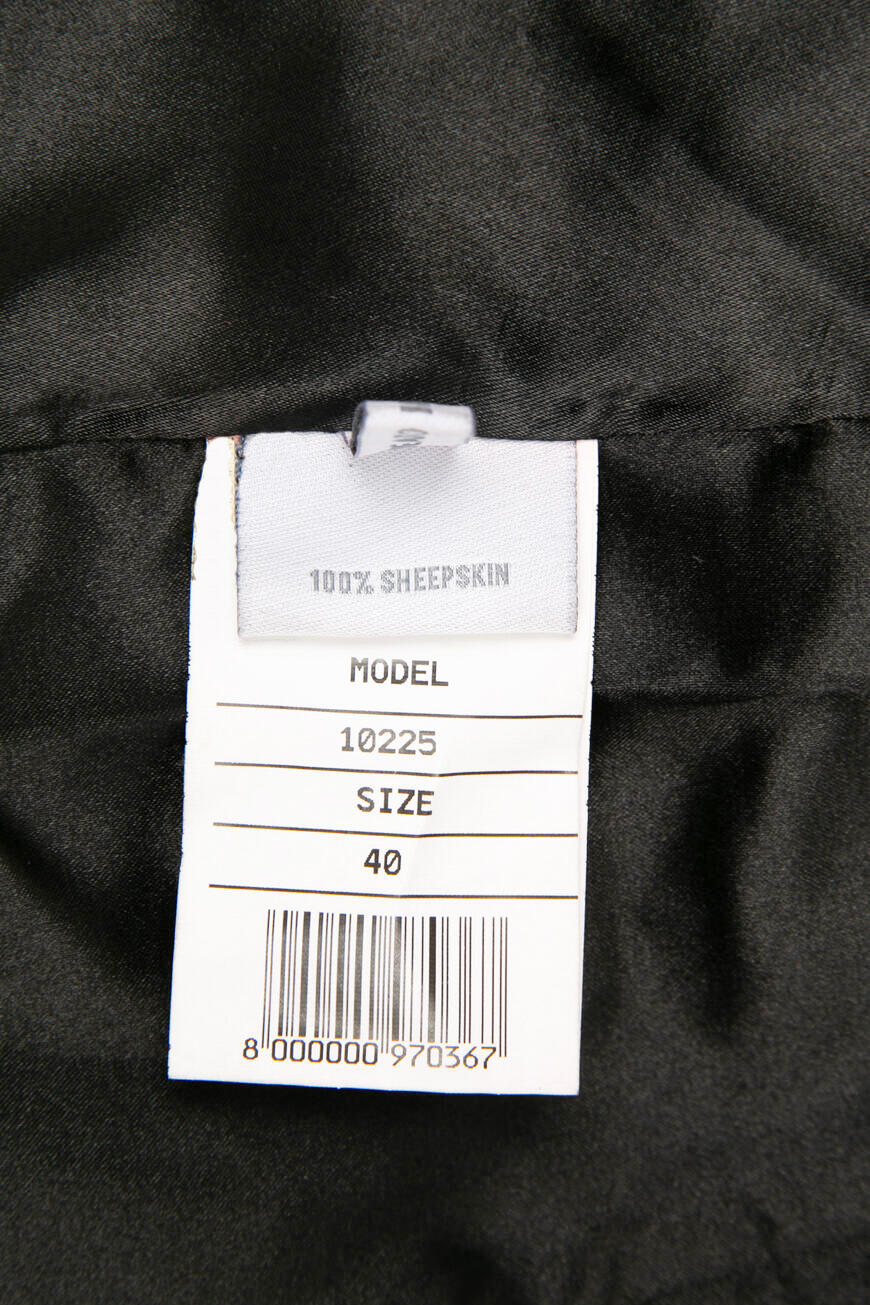 100% SHEEPSKIN
MODEL
10225
SIZE
40
8 000000 970367